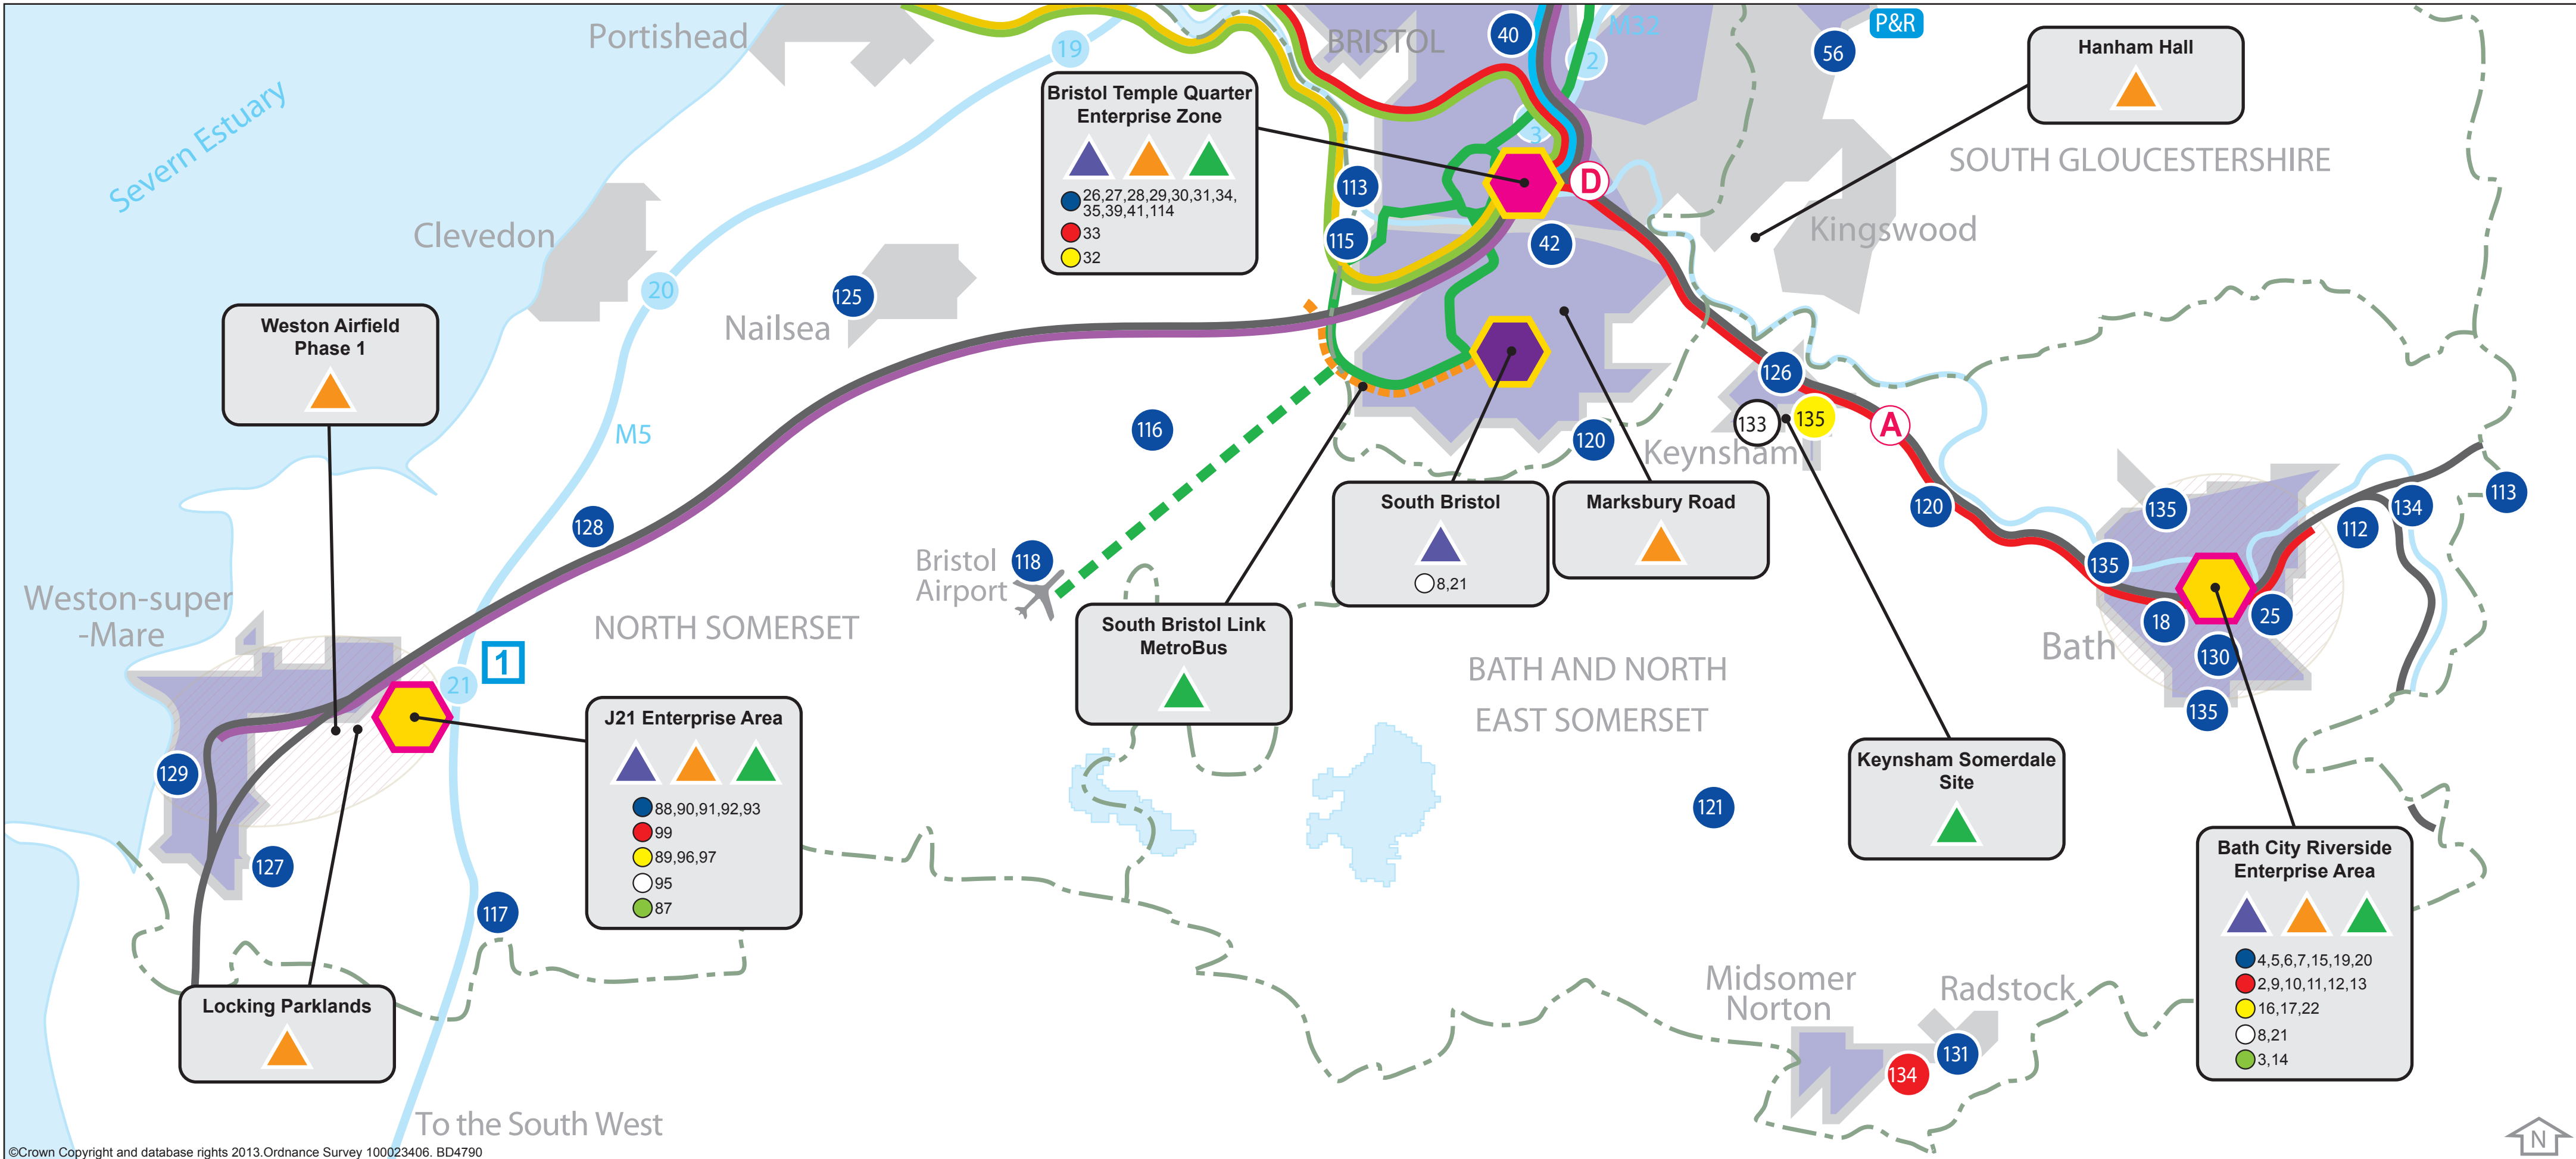 Portishead
19
BRISTOL
40
M32
2
56
P&R
Hanham Hall
Severn Estuary
Bristol Temple Quarter
Enterprise Zone
26,27,28,29,30,31,34,
35,39,41,114
33
32
3
113
D
SOUTH GLOUCESTERSHIRE
Clevedon
115
42
Kingswood
20
125
Nailsea
Weston Airfield
Phase 1
M5
116
126
133
135
A
120
Keynsham
South Bristol
8,21
Marksbury Road
120
135
134
113
112
128
Bristol
Airport
118
135
18
25
Bath
130
135
Weston-super
-Mare
NORTH SOMERSET
South Bristol Link
MetroBus
BATH AND NORTH
EAST SOMERSET
21
1
J21 Enterprise Area
88,90,91,92,93
99
89,96,97
95
87
129
127
117
121
Keynsham Somerdale
Site
Bath City Riverside
Enterprise Area
4,5,6,7,15,19,20
2,9,10,11,12,13
16,17,22
8,21
3,14
Locking Parklands
Midsomer
Norton
Radstock
134
131
To the South West
©Crown Copyright and database rights 2013.Ordnance Survey 100023406. BD4790
N